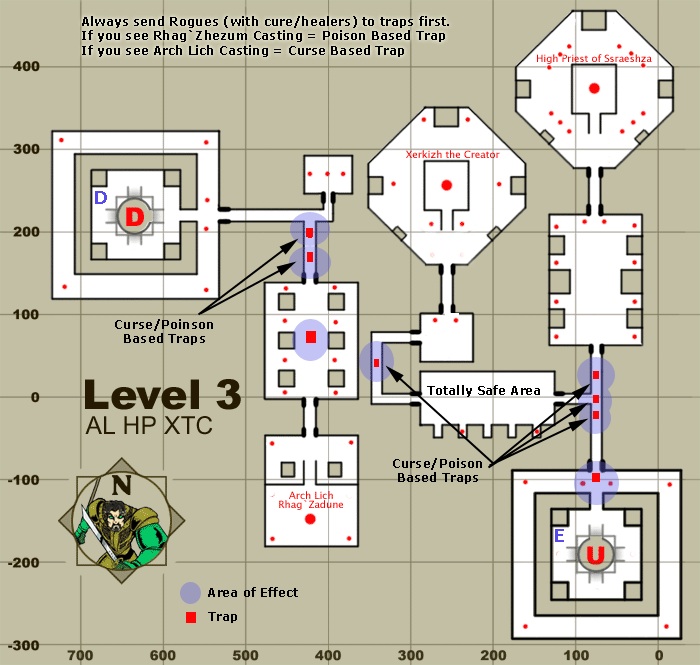 Always send Rogues (with cure/healers) to traps first.
If you see Rhag`Zhezum Casting = Poison Based Trap
If you see Arch Lich Casting = Curse Based Trap
400
300
200
100
0
-100
-200
-300
High Priest of Ssraeshza
Xerkizh the Creator
D
D
Curse/Poinson
Based Traps
Totally Safe Area
Level 3
AL HP XTC
Curse/Poison
Based Traps
Arch Lich
Rhag`Zadune
N
E
U
Area of Effect
Trap
700
600
500
400
300
200
100
0